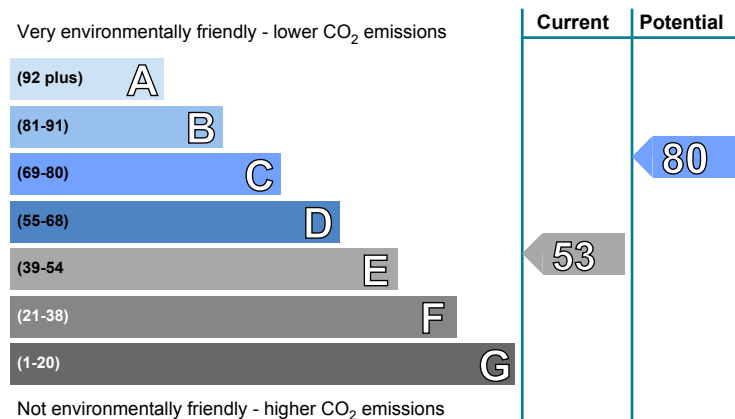 Very environmentally friendly - lower CO₂ emissions
Current
Potential
(92 plus) A
(81-91) B
(69-80) C
80
(55-68) D
(39-54 E
53
(21-38) F
(1-20) G
Not environmentally friendly - higher CO₂ emissions